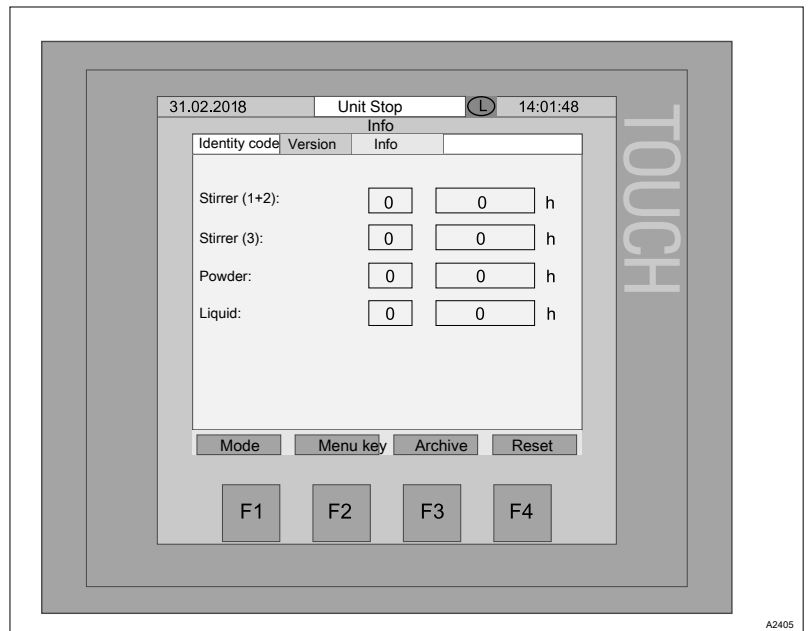 31.02.2018 Unit Stop L 14:01:48
Info
Identity code Version Info
Stirrer (1+2): 0 0 h
Stirrer (3): 0 0 h
Powder: 0 0 h
Liquid: 0 0 h
Mode Menu key Archive Reset
F1 F2 F3 F4
TOUCH
A2405